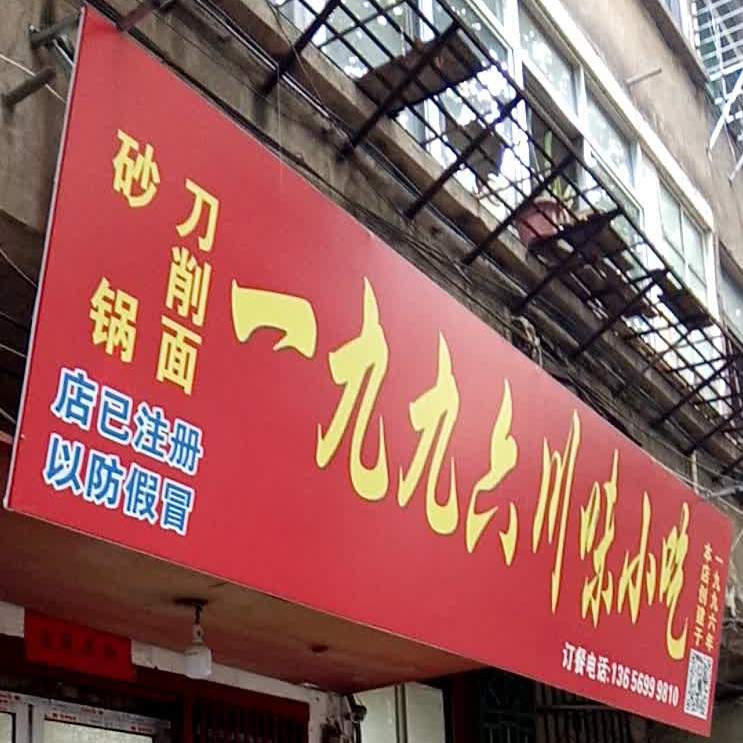 砂锅
刀削面
店已注册
以防假冒
一九九六川味小吃
订餐电话:136 5699 9810
本店创建于
一九九六年